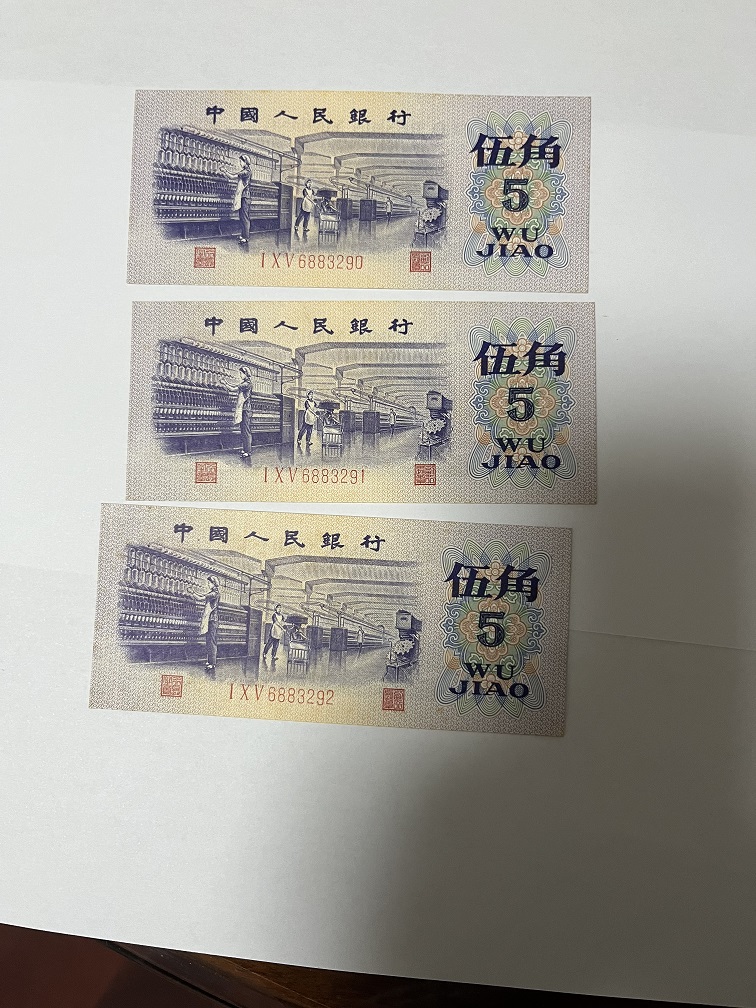 中國人民銀行
伍角
5
WU
JIAO
I X V 6883290
中國人民銀行
伍角
5
WU
JIAO
I X V 6883291
中國人民銀行
伍角
5
WU
JIAO
I X V 6883292